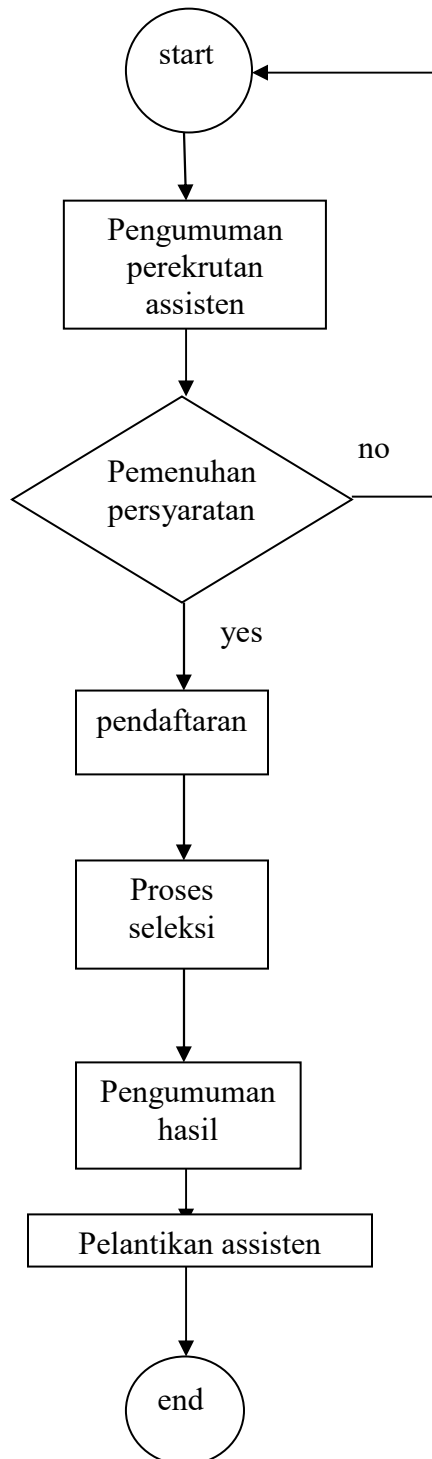 start
Pengumuman
perekrutan
assisten
Pemenuhan
persyaratan
no
yes
pendaftaran
Proses
seleksi
Pengumuman
hasil
Pelantikan assisten
end